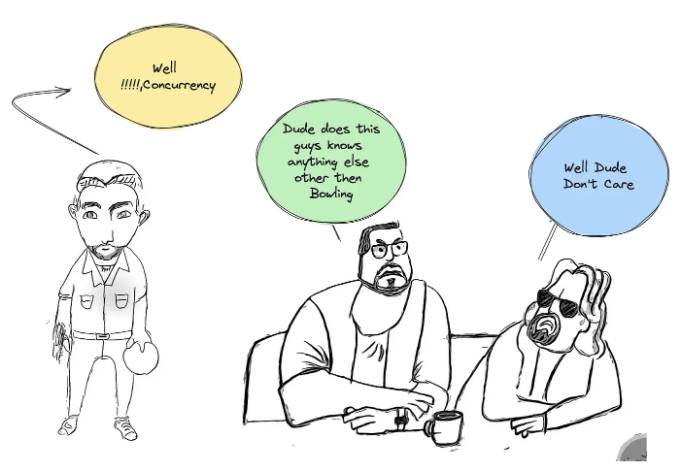 Well
!!!!!,Concurrency
Dude does this
guys knows
anything else
other then
Bowling
Well Dude
Don't Care